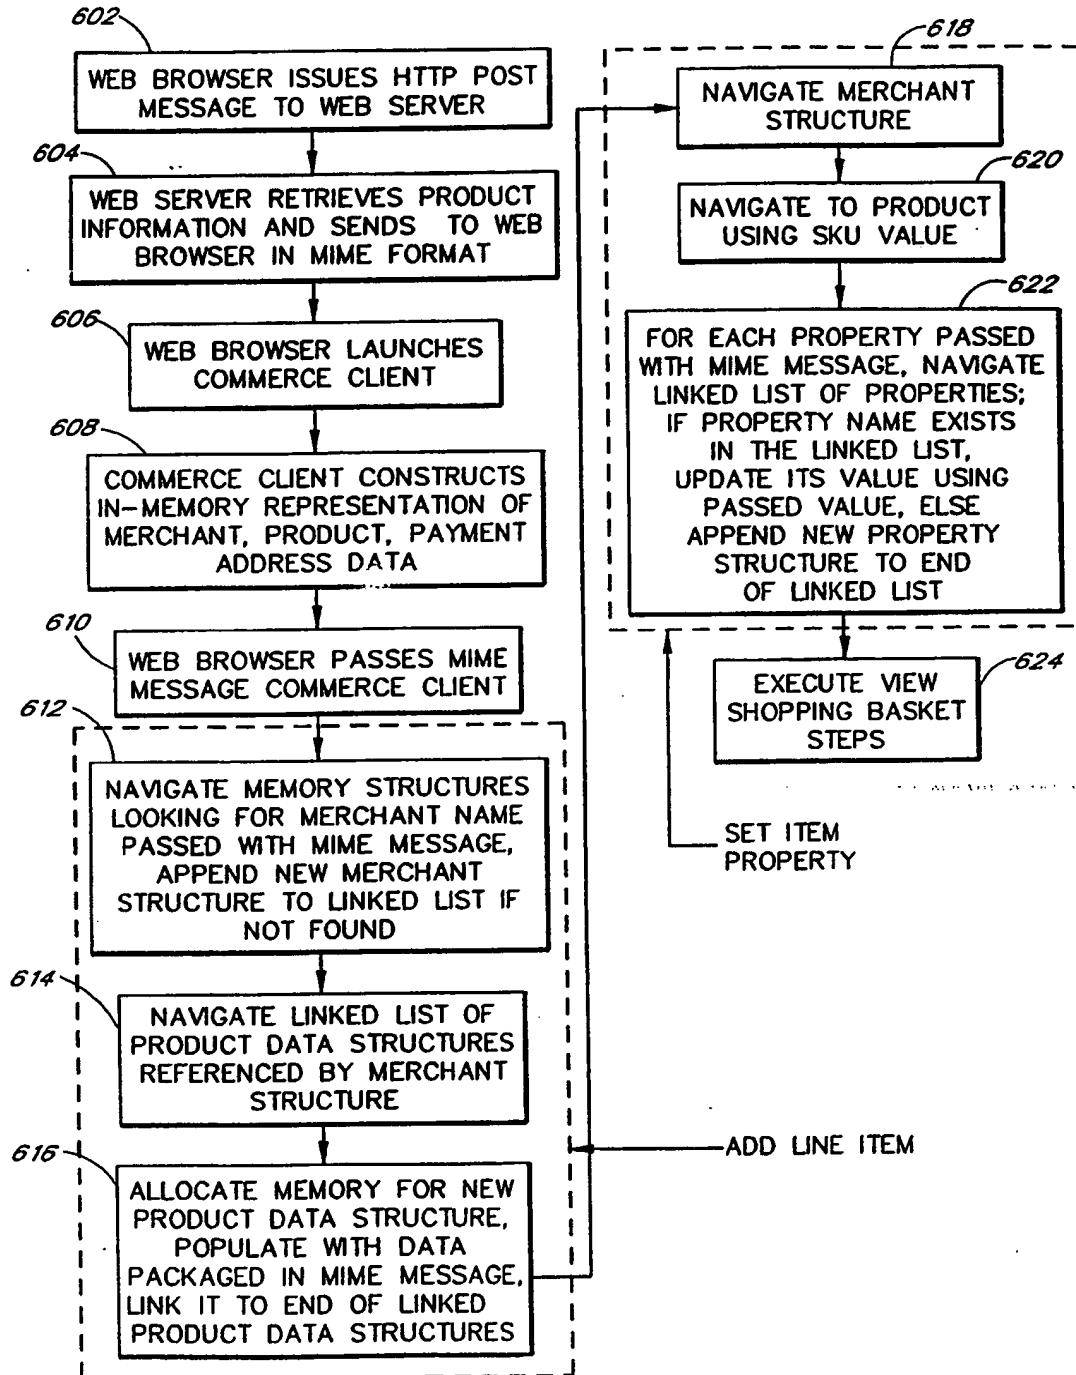 602
WEB BROWSER ISSUES HTTP POST
MESSAGE TO WEB SERVER
604
WEB SERVER RETRIEVES PRODUCT
INFORMATION AND SENDS TO WEB
BROWSER IN MIME FORMAT
606
WEB BROWSER LAUNCHES
COMMERCE CLIENT
608
COMMERCE CLIENT CONSTRUCTS
IN-MEMORY REPRESENTATION OF
MERCHANT, PRODUCT, PAYMENT
ADDRESS DATA
610
WEB BROWSER PASSES MIME
MESSAGE COMMERCE CLIENT
612
NAVIGATE MEMORY STRUCTURES
LOOKING FOR MERCHANT NAME
PASSED WITH MIME MESSAGE,
APPEND NEW MERCHANT
STRUCTURE TO LINKED LIST IF
NOT FOUND
614
NAVIGATE LINKED LIST OF
PRODUCT DATA STRUCTURES
REFERENCED BY MERCHANT
STRUCTURE
616
ALLOCATE MEMORY FOR NEW
PRODUCT DATA STRUCTURE,
POPULATE WITH DATA
PACKAGED IN MIME MESSAGE,
LINK IT TO END OF LINKED
PRODUCT DATA STRUCTURES
ADD LINE ITEM
618
NAVIGATE MERCHANT
STRUCTURE
620
NAVIGATE TO PRODUCT
USING SKU VALUE
622
FOR EACH PROPERTY PASSED
WITH MIME MESSAGE, NAVIGATE
LINKED LIST OF PROPERTIES;
IF PROPERTY NAME EXISTS
IN THE LINKED LIST,
UPDATE ITS VALUE USING
PASSED VALUE, ELSE
APPEND NEW PROPERTY
STRUCTURE TO END
OF LINKED LIST
624
EXECUTE VIEW
SHOPPING BASKET
STEPS
SET ITEM
PROPERTY